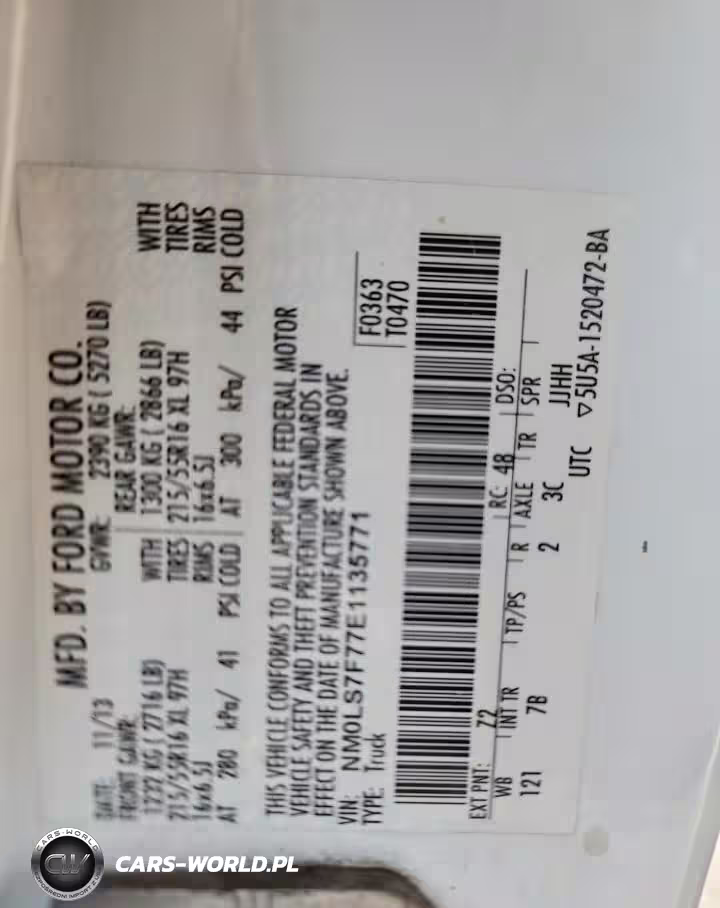 MFD. BY FORD MOTOR CO.
DATE: 11/13 GVWR: 2390 KG ( 5270 LB)
FRONT GAWR: REAR GAWR:
1232 KG ( 2716 LB) WITH 1300 KG ( 2866 LB) WITH
215/55R16 XL 97H TIRES 215/55R16 XL 97H TIRES
16x6.5J RIMS 16x6.5J RIMS
AT 280 kPa/ 41 PSI COLD AT 300 kPa/ 44 PSI COLD
THIS VEHICLE CONFORMS TO ALL APPLICABLE FEDERAL MOTOR
VEHICLE SAFETY AND THEFT PREVENTION STANDARDS IN
EFFECT ON THE DATE OF MANUFACTURE SHOWN ABOVE.
VIN: NM0LS7F77E1135771 F0363
TYPE: Truck T0470
EXT PNT: Z2 RC: 48 DSO:
WB INT TR TP/PS R AXLE TR SPR
121 7B 2 3C JJHH
UTC ▽5U5A-1520472-BA
CARS-WORLD
CW
CARS-WORLD.PL